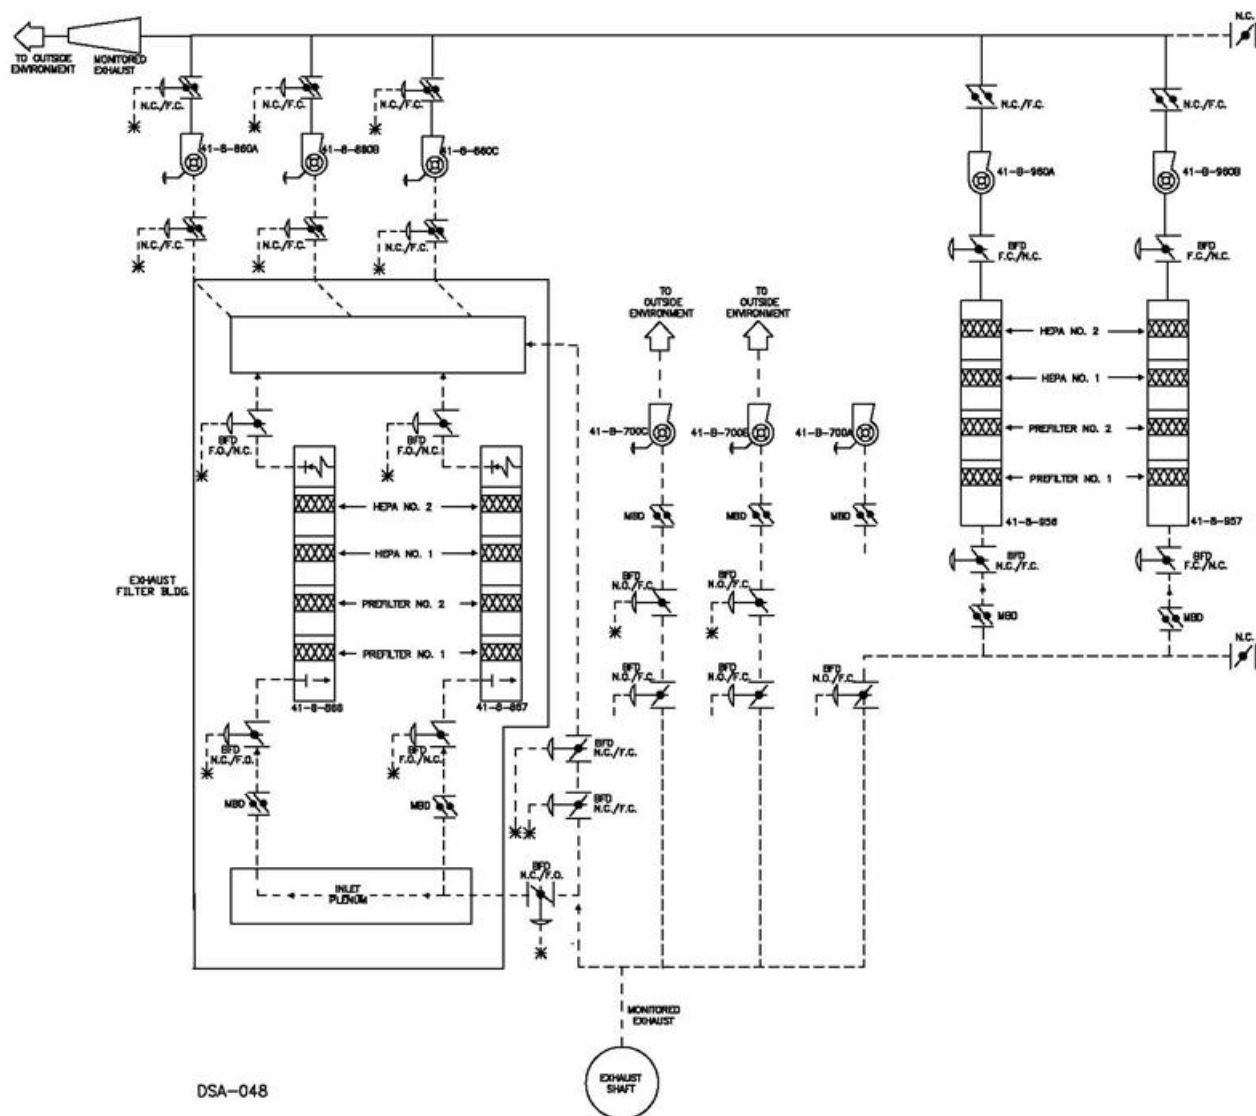 N.C.
TO OUTSIDE
ENVIRONMENT
MONITORED
EXHAUST
N.C./F.C.
N.C./F.C.
N.C./F.C.
N.C./F.C.
N.C./F.C.
41-B-860A
41-B-860B
41-B-860C
41-B-960A
41-B-960B
N.C./F.C.
N.C./F.C.
N.C./F.C.
BFD
F.C./N.C.
BFD
F.C./N.C.
TO
OUTSIDE
ENVIRONMENT
TO
OUTSIDE
ENVIRONMENT
HEPA NO. 2
HEPA NO. 1
PREFILTER NO. 2
PREFILTER NO. 1
41-B-956
41-B-957
41-B-700C
41-B-700B
41-B-700A
BFD
F.O./N.C.
BFD
F.O./N.C.
MBD
MBD
MBD
HEPA NO. 2
HEPA NO. 1
PREFILTER NO. 2
PREFILTER NO. 1
EXHAUST
FILTER BLDG.
BFD
N.O./F.C.
BFD
N.O./F.C.
BFD
N.C./F.C.
BFD
F.C./N.C.
MBD
MBD
N.C.
BFD
N.O./F.C.
BFD
N.O./F.C.
BFD
N.O./F.C.
41-B-856
41-B-857
BFD
N.C./F.O.
BFD
F.O./N.C.
BFD
N.C./F.C.
BFD
N.C./F.C.
MBD
MBD
INLET
PLENUM
BFD
N.C./F.O.
MONITORED
EXHAUST
EXHAUST
SHAFT
DSA-048